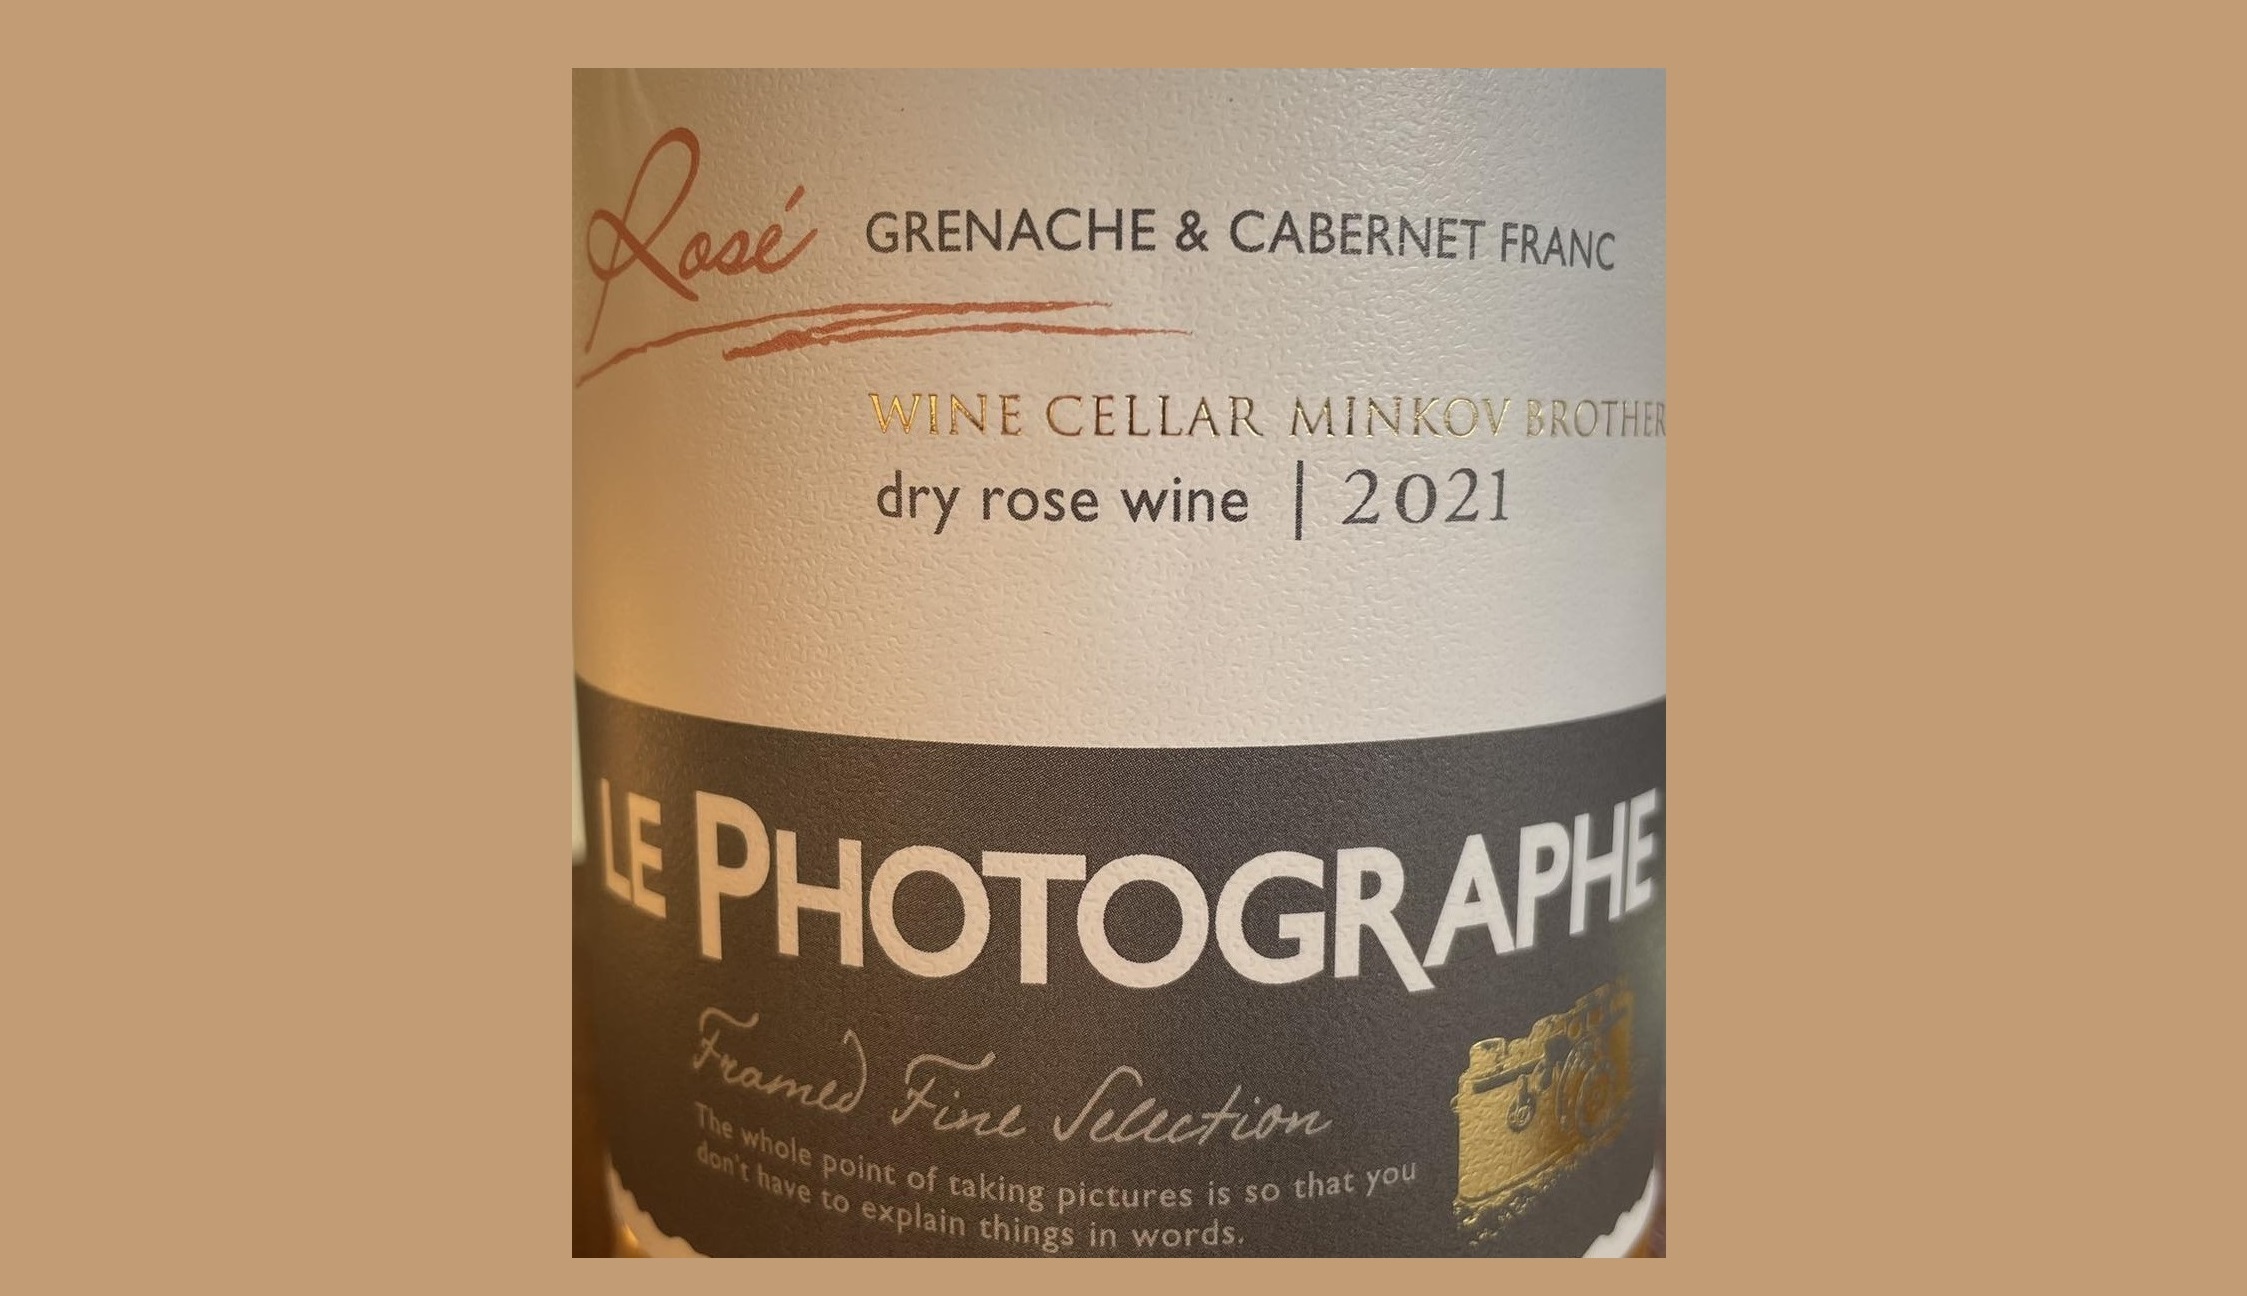 Rosé GRENACHE & CABERNET FRANC
WINE CELLAR MINKOV BROTHER
dry rose wine | 2021
LE PHOTOGRAPHE
Framed Fine Selection
The whole point of taking pictures is so that you
don't have to explain things in words.